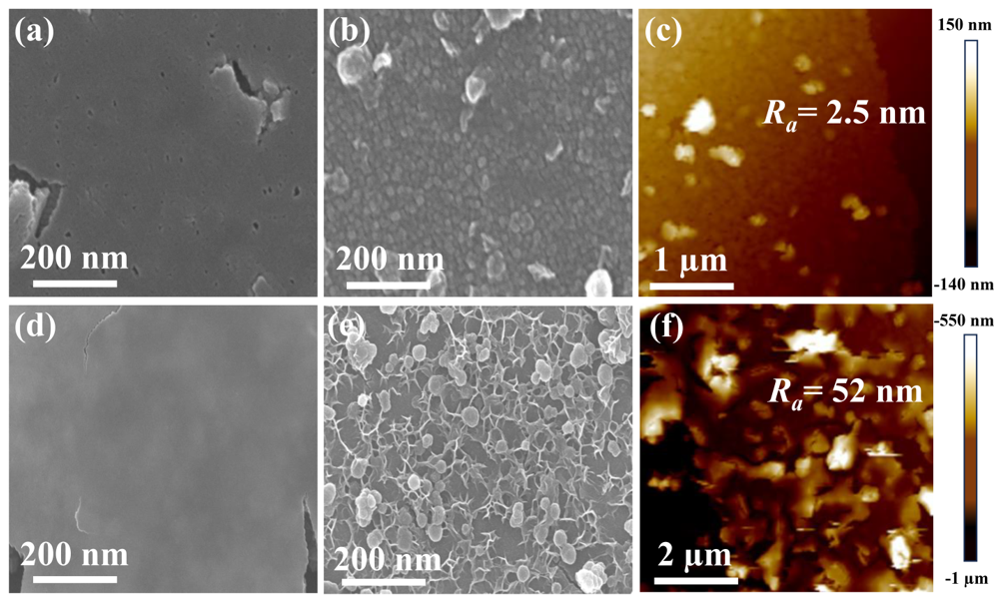 (a)
200 nm
(b)
200 nm
(c)
Ra= 2.5 nm
1 µm
150 nm
-140 nm
(d)
200 nm
(e)
200 nm
(f)
Ra= 52 nm
2 µm
-550 nm
-1 µm